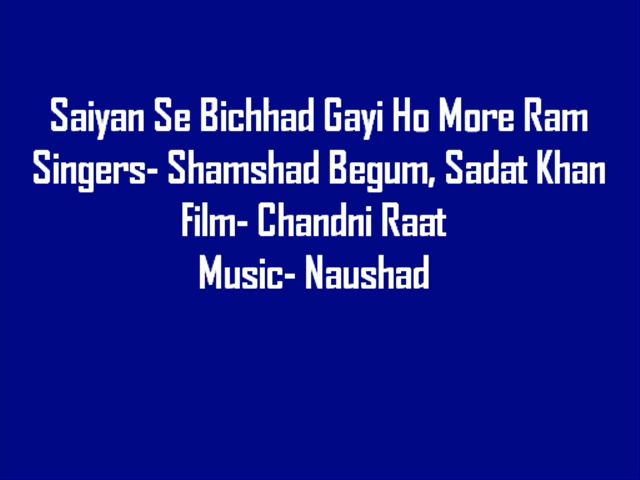 Saiyan Se Bichhad Gayi Ho More Ram
Singers- Shamshad Begum, Sadat Khan
Film- Chandni Raat
Music- Naushad